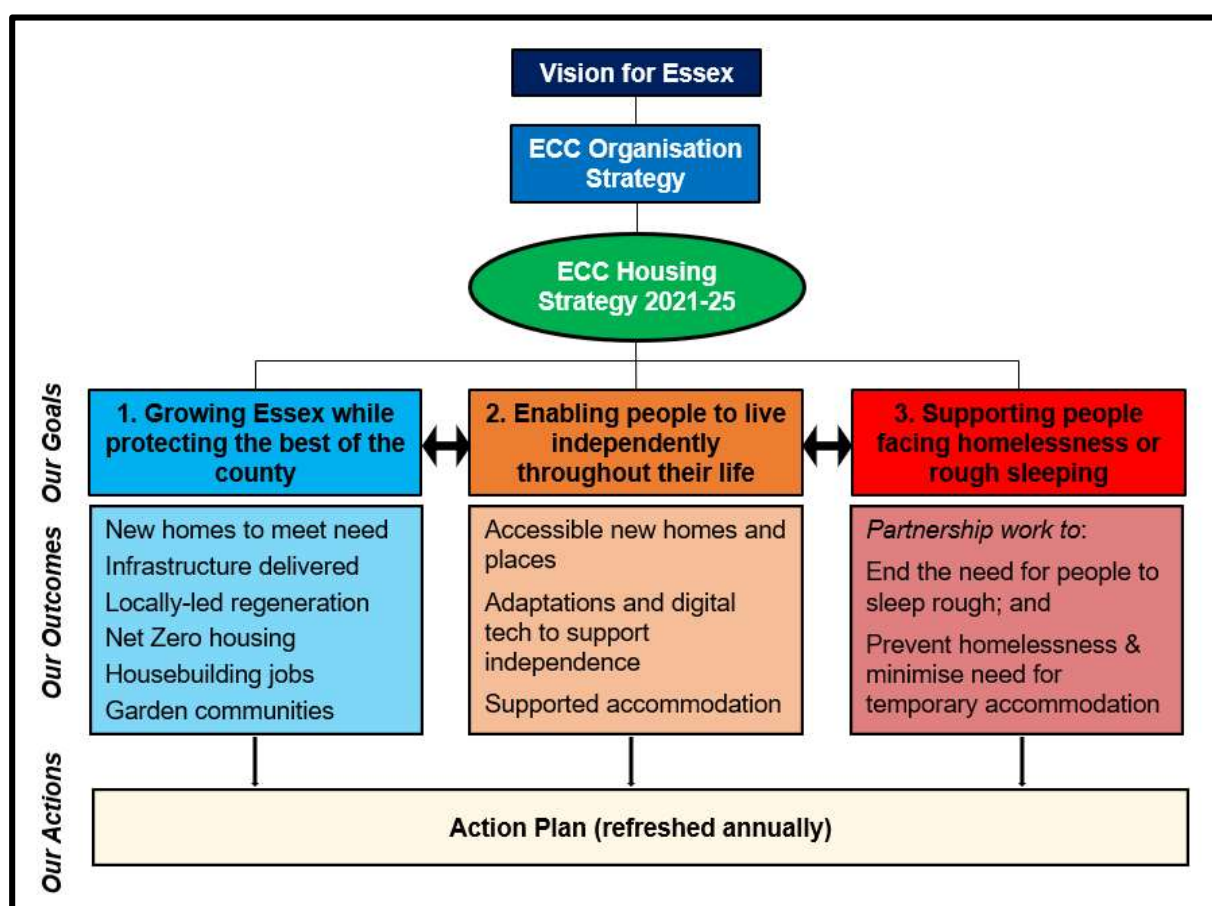 Vision for Essex
ECC Organisation
Strategy
ECC Housing
Strategy 2021-25
Our Goals
1. Growing Essex while
protecting the best of the
county
2. Enabling people to live
independently
throughout their life
3. Supporting people
facing homelessness or
rough sleeping
Our Outcomes
New homes to meet need
Infrastructure delivered
Locally-led regeneration
Net Zero housing
Housebuilding jobs
Garden communities
Accessible new homes and
places
Adaptations and digital
tech to support
independence
Supported accommodation
Partnership work to:
End the need for people to
sleep rough; and
Prevent homelessness &
minimise need for
temporary accommodation
Our Actions
Action Plan (refreshed annually)